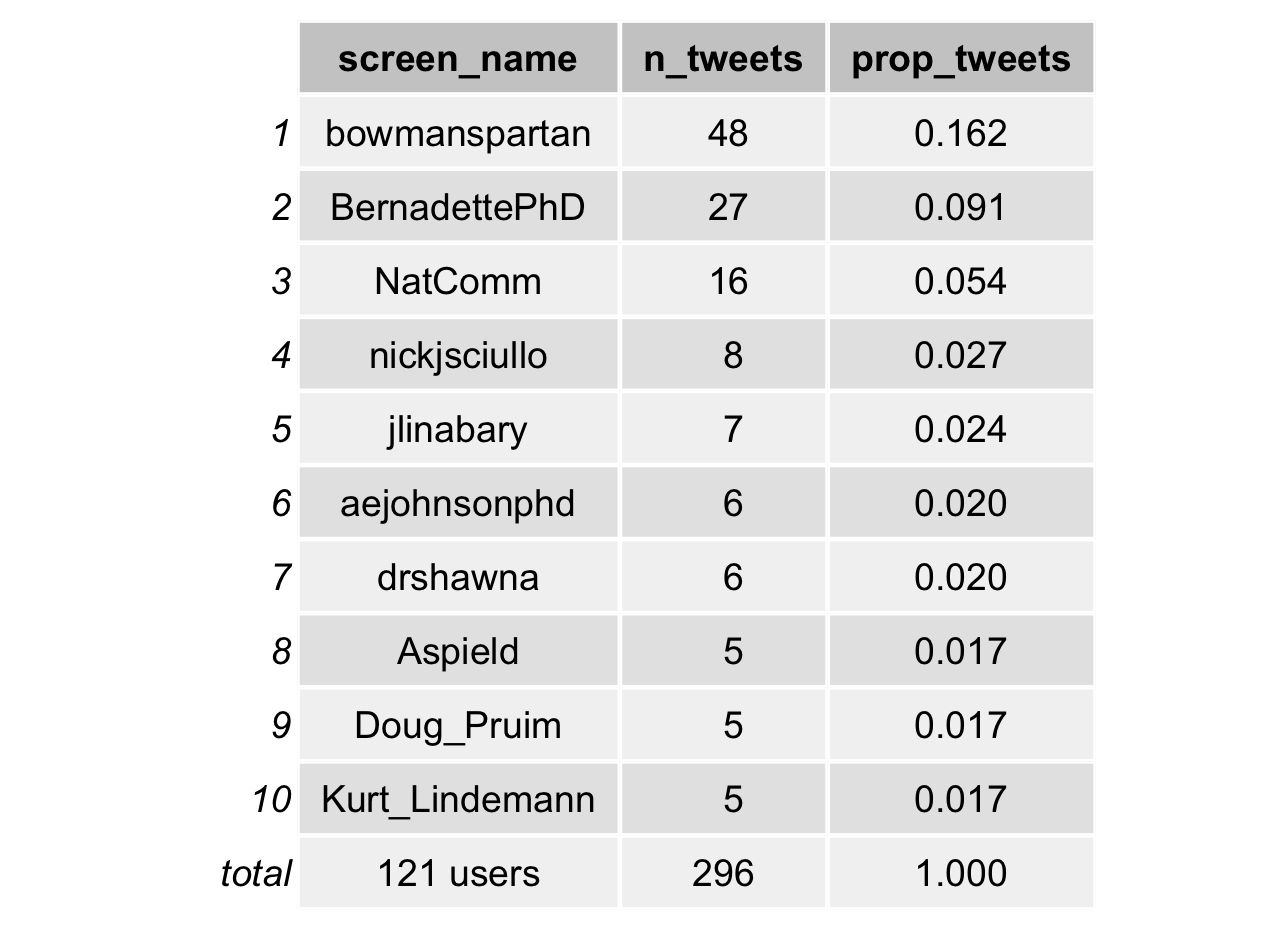 screen_name n_tweets prop_tweets
1 bowmanspartan 48 0.162
2 BernadettePhD 27 0.091
3 NatComm 16 0.054
4 nickjsciullo 8 0.027
5 jlinabary 7 0.024
6 aejohnsonphd 6 0.020
7 drshawna 6 0.020
8 Aspield 5 0.017
9 Doug_Pruim 5 0.017
10 Kurt_Lindemann 5 0.017
total 121 users 296 1.000